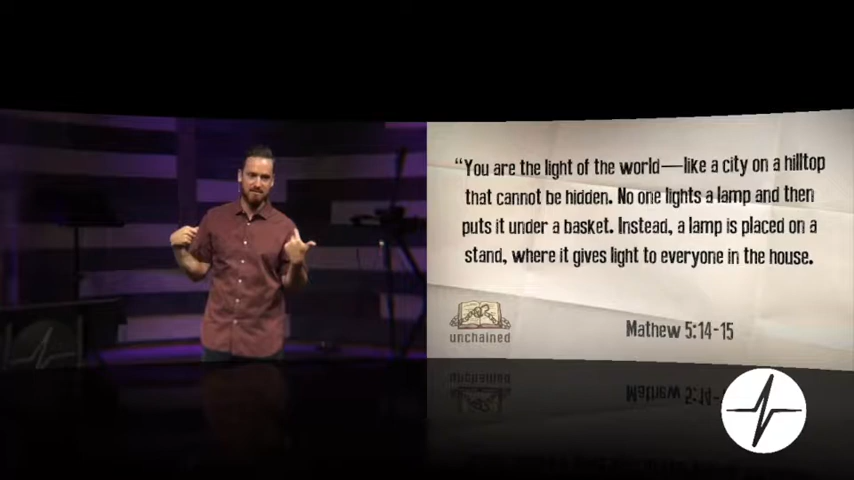 “You are the light of the world—like a city on a hilltop
that cannot be hidden. No one lights a lamp and then
puts it under a basket. Instead, a lamp is placed on a
stand, where it gives light to everyone in the house.
unchained
Mathew 5:14-15